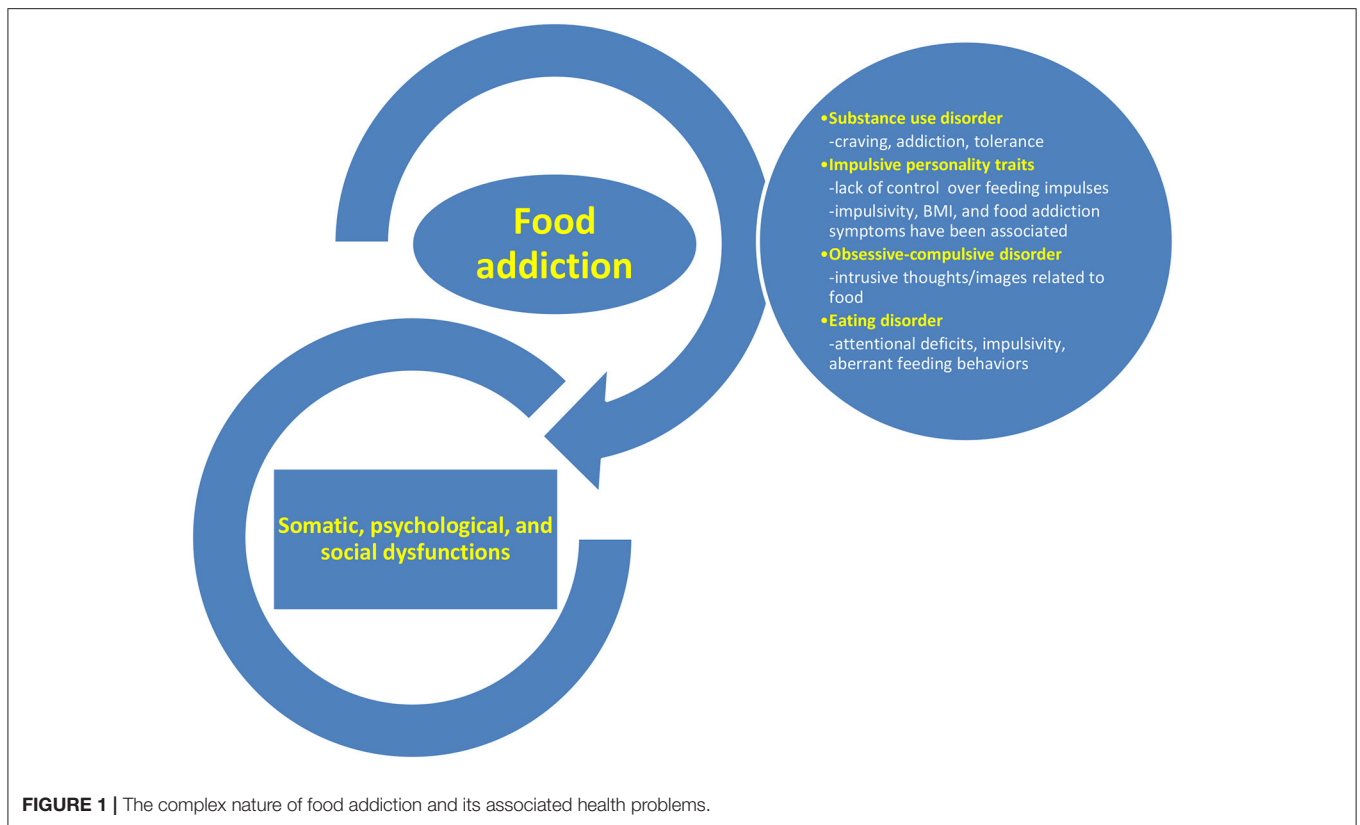 Food
addiction
•Substance use disorder
-craving, addiction, tolerance
•Impulsive personality traits
-lack of control over feeding impulses
-impulsivity, BMI, and food addiction
symptoms have been associated
•Obsessive-compulsive disorder
-intrusive thoughts/images related to
food
•Eating disorder
-attentional deficits, impulsivity,
aberrant feeding behaviors
Somatic, psychological, and
social dysfunctions
FIGURE 1 | The complex nature of food addiction and its associated health problems.